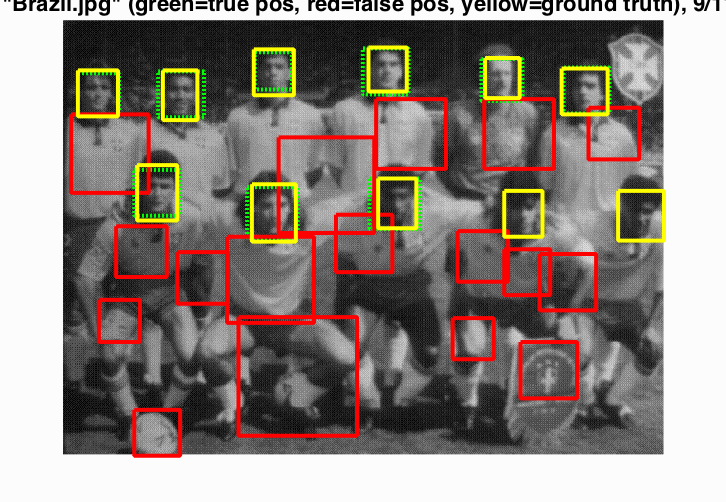 "Brazil.jpg" (green=true pos, red=false pos, yellow=ground truth), 9/1